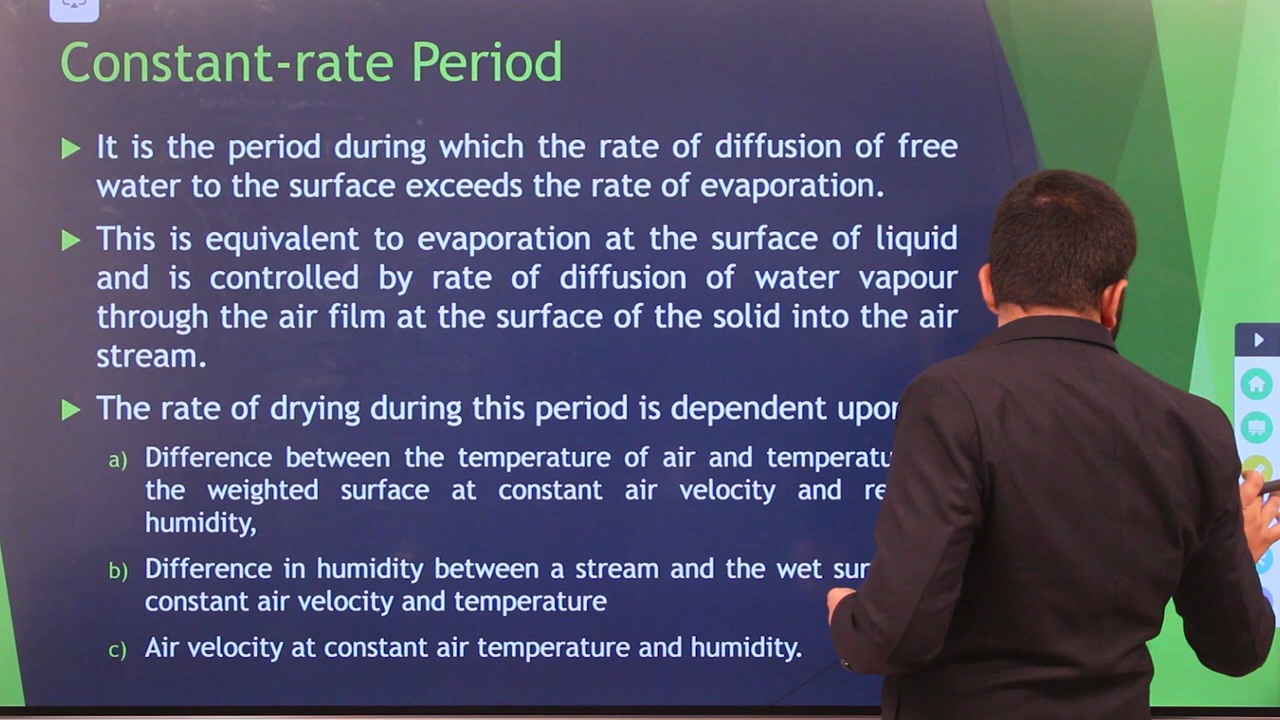 Constant-rate Period
It is the period during which the rate of diffusion of free
water to the surface exceeds the rate of evaporation.
This is equivalent to evaporation at the surface of liquid
and is controlled by rate of diffusion of water vapour
through the air film at the surface of the solid into the air
stream.
The rate of drying during this period is dependent upon
a) Difference between the temperature of air and
the weighted surface at constant air velocity and
humidity,
b) Difference in humidity between a stream and the wet
constant air velocity and temperature
c) Air velocity at constant air temperature and humidity.